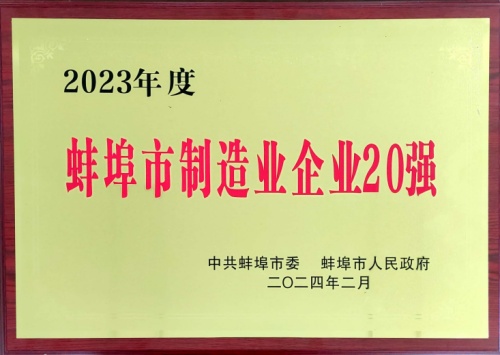 2023年度
蚌埠市制造业企业20强
中共蚌埠市委 蚌埠市人民政府
二〇二四年二月